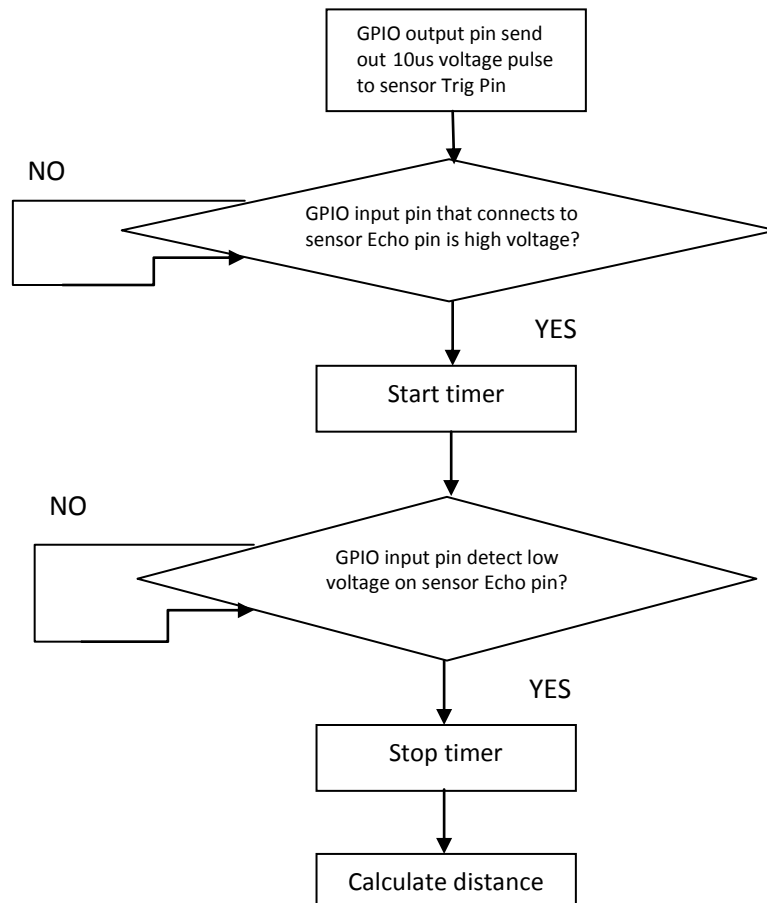 GPIO output pin send
out 10us voltage pulse
to sensor Trig Pin
NO
GPIO input pin that connects to
sensor Echo pin is high voltage?
YES
Start timer
NO
GPIO input pin detect low
voltage on sensor Echo pin?
YES
Stop timer
Calculate distance